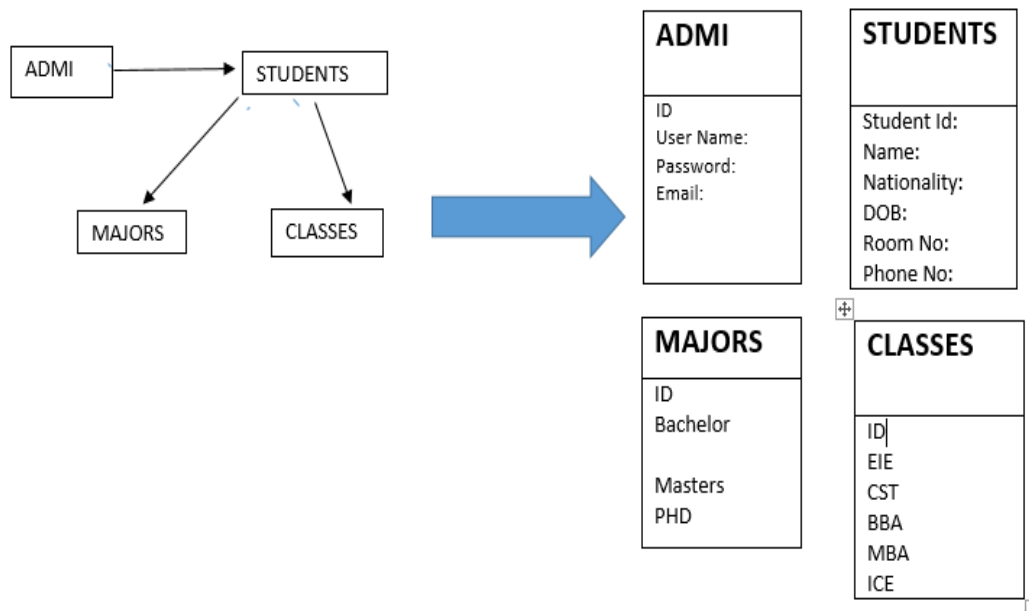 ADMI
STUDENTS
MAJORS
CLASSES
ADMI
ID
User Name:
Password:
Email:
STUDENTS
Student Id:
Name:
Nationality:
DOB:
Room No:
Phone No:
MAJORS
ID
Bachelor
Masters
PHD
CLASSES
ID
EIE
CST
BBA
MBA
ICE